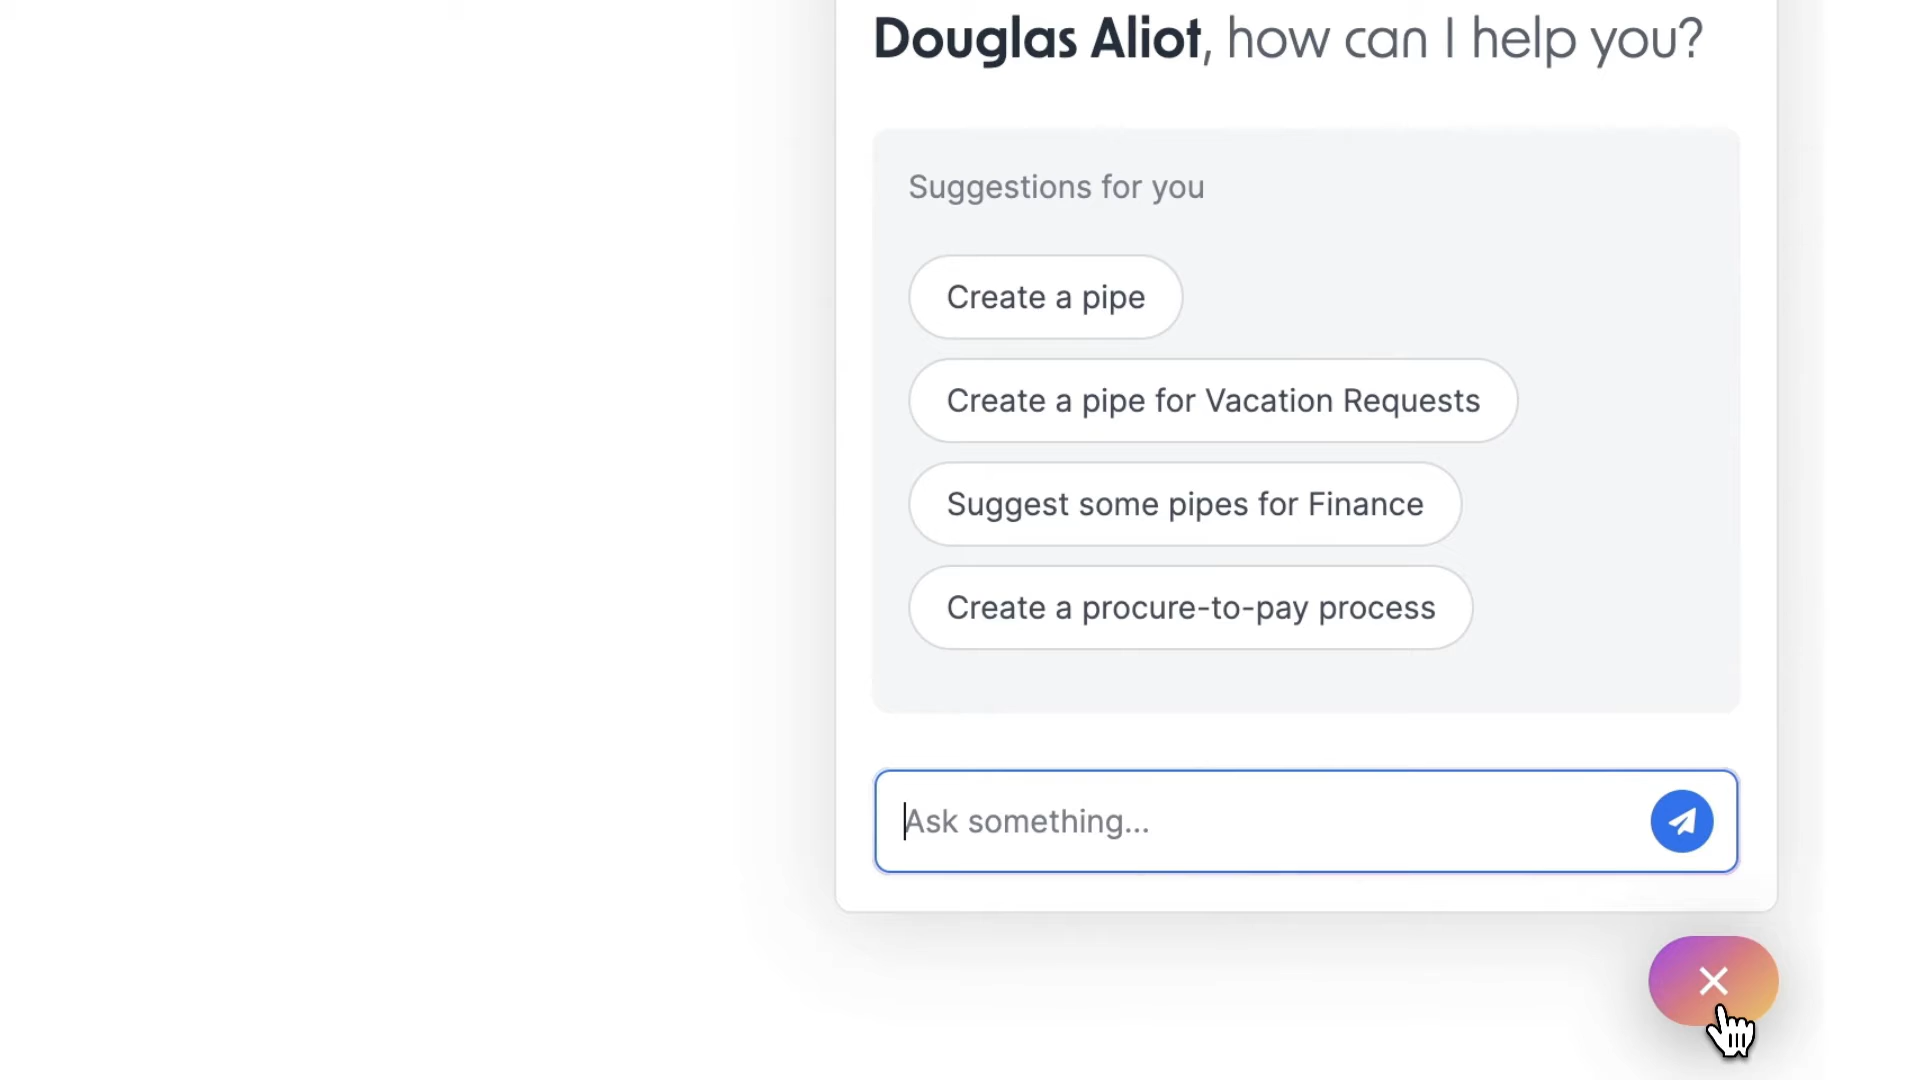 Douglas Aliot, how can I help you?
Suggestions for you
Create a pipe
Create a pipe for Vacation Requests
Suggest some pipes for Finance
Create a procure-to-pay process
Ask something...